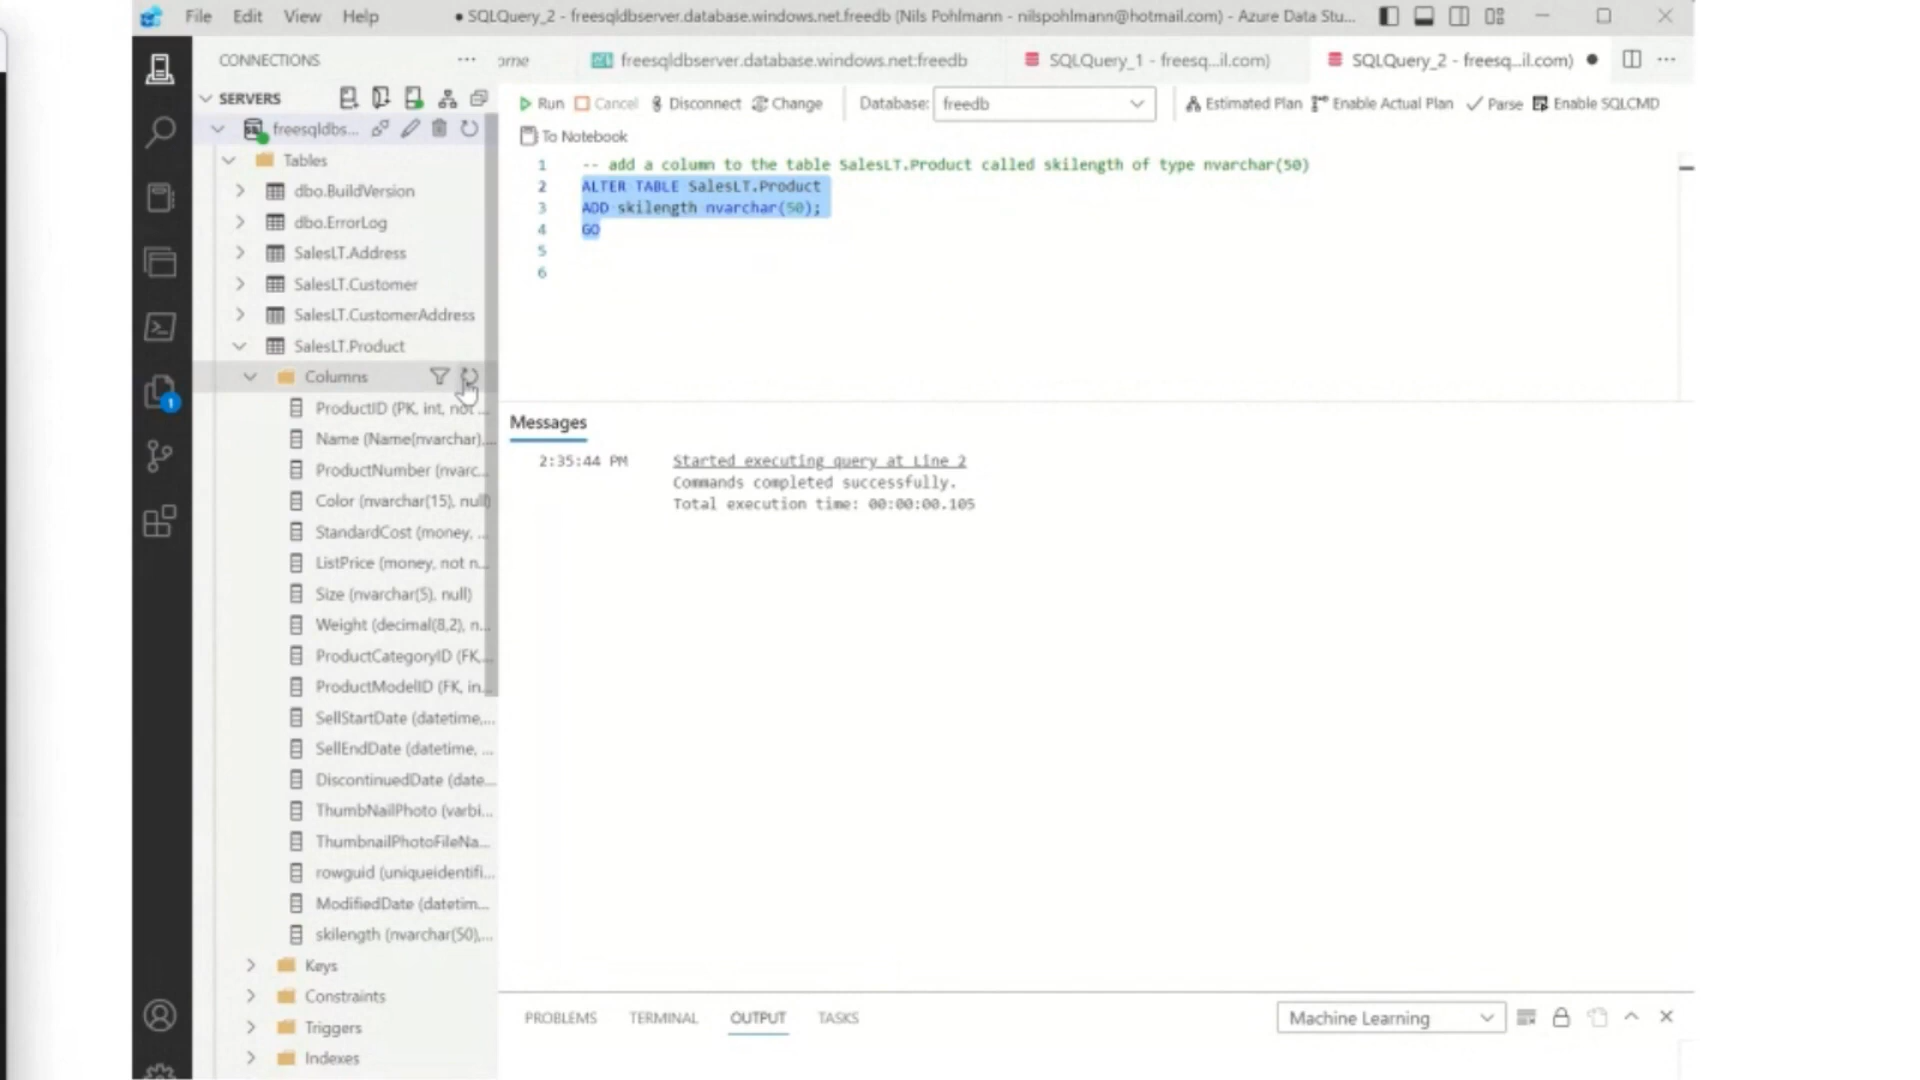 File Edit View Help
● SQLQuery_2 - freesqldbserver.database.windows.net.freedb (Nils Pohlmann - nilspohlmann@hotmail.com) - Azure Data Stu...
CONNECTIONS
ome
freesqldbserver.database.windows.net:freedb
SQLQuery_1 - freesq...il.com)
SQLQuery_2 - freesq...il.com) ●
SERVERS
Run Cancel Disconnect Change Database: freedb Estimated Plan Enable Actual Plan Parse Enable SQLCMD
To Notebook
freesqldbs...
Tables
dbo.BuildVersion
dbo.ErrorLog
SalesLT.Address
SalesLT.Customer
SalesLT.CustomerAddress
SalesLT.Product
Columns
ProductID (PK, int, not ...
Name (Name(nvarchar),...
ProductNumber (nvarc...
Color (nvarchar(15), null)
StandardCost (money, ...
ListPrice (money, not n...
Size (nvarchar(5), null)
Weight (decimal(8,2), n...
ProductCategoryID (FK,...
ProductModelID (FK, in...
SellStartDate (datetime,...
SellEndDate (datetime, ...
DiscontinuedDate (date...
ThumbNailPhoto (varbi...
ThumbnailPhotoFileNa...
rowguid (uniqueidentifi...
ModifiedDate (datetim...
skilength (nvarchar(50),...
Keys
Constraints
Triggers
Indexes
1
1 -- add a column to the table SalesLT.Product called skilength of type nvarchar(50)
2 ALTER TABLE SalesLT.Product
3 ADD skilength nvarchar(50);
4 GO
5
6
Messages
2:35:44 PM Started executing query at Line 2
Commands completed successfully.
Total execution time: 00:00:00.105
PROBLEMS TERMINAL OUTPUT TASKS
Machine Learning